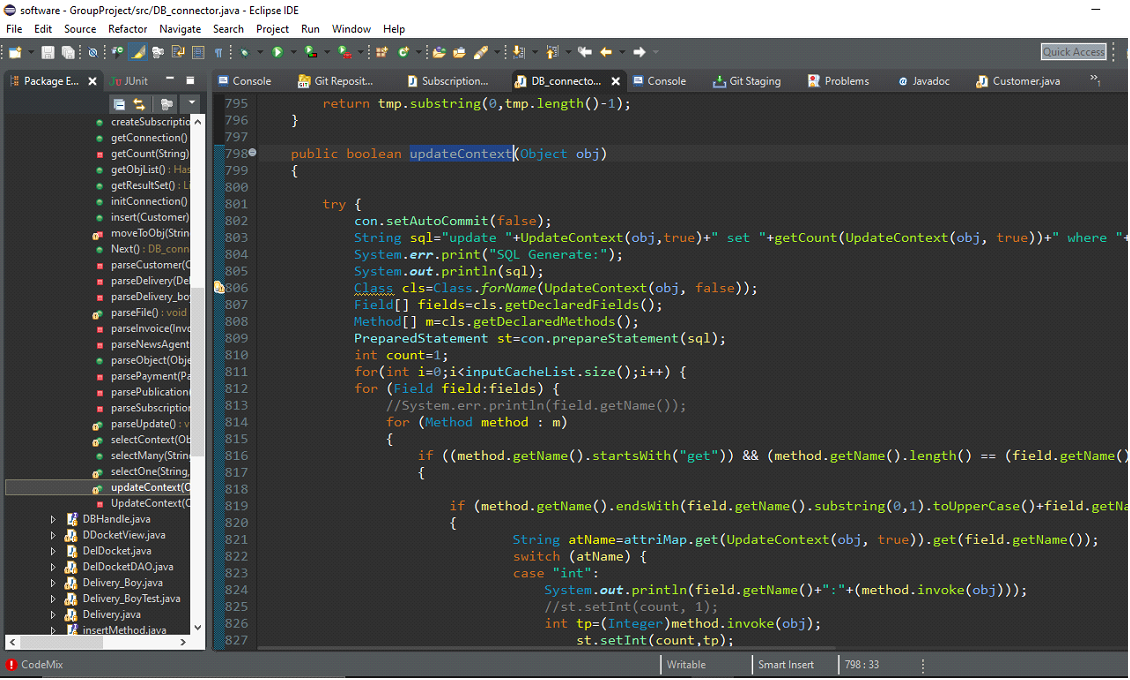 software - GroupProject/src/DB_connector.java - Eclipse IDE
File Edit Source Refactor Navigate Search Project Run Window Help
Quick Access
Package E... JUnit
Console Git Reposit... Subscription... DB_connecto... Console Git Staging Problems Javadoc Customer.java
createSubscriptio
getConnection()
getCount(String)
getObjList() : Has
getResultSet() : Li
initConnection()
insert(Customer)
moveToObj(Strin
Next() : DB_conn
parseCustomer(C
parseDelivery(De
parseDelivery_bo
parseFile() : void
parseInvoice(Invo
parseNewsAgent
parseObject(Obje
parsePayment(Pa
parsePublication
parseSubscription
parseUpdate() : v
selectContext(Ob
selectMany(Strin
selectOne(String,
updateContext(O
UpdateContext(O
DBHandle.java
DDocketView.java
DelDocket.java
DelDocketDAO.java
Delivery_Boy.java
Delivery_BoyTest.java
Delivery.java
insertMethod.java
795 return tmp.substring(0,tmp.length()-1);
796 }
797
798 public boolean updateContext(Object obj)
799 {
800
801 try {
802 con.setAutoCommit(false);
803 String sql="update "+UpdateContext(obj,true)+" set "+getCount(UpdateContext(obj, true))+" where "+
804 System.err.print("SQL Generate:");
805 System.out.println(sql);
806 Class cls=Class.forName(UpdateContext(obj, false));
807 Field[] fields=cls.getDeclaredFields();
808 Method[] m=cls.getDeclaredMethods();
809 PreparedStatement st=con.prepareStatement(sql);
810 int count=1;
811 for(int i=0;i<inputCacheList.size();i++) {
812 for (Field field:fields) {
813 //System.err.println(field.getName());
814 for (Method method : m)
815 {
816 if ((method.getName().startsWith("get")) && (method.getName().length() == (field.getName()
817 {
818
819 if (method.getName().endsWith(field.getName().substring(0,1).toUpperCase()+field.getNa
820 {
821 String atName=attriMap.get(UpdateContext(obj, true)).get(field.getName());
822 switch (atName) {
823 case "int":
824 System.out.println(field.getName()+":"+(method.invoke(obj)));
825 //st.setInt(count, 1);
826 int tp=(Integer)method.invoke(obj);
827 st.setInt(count,tp);
CodeMix
Writable Smart Insert 798 : 33